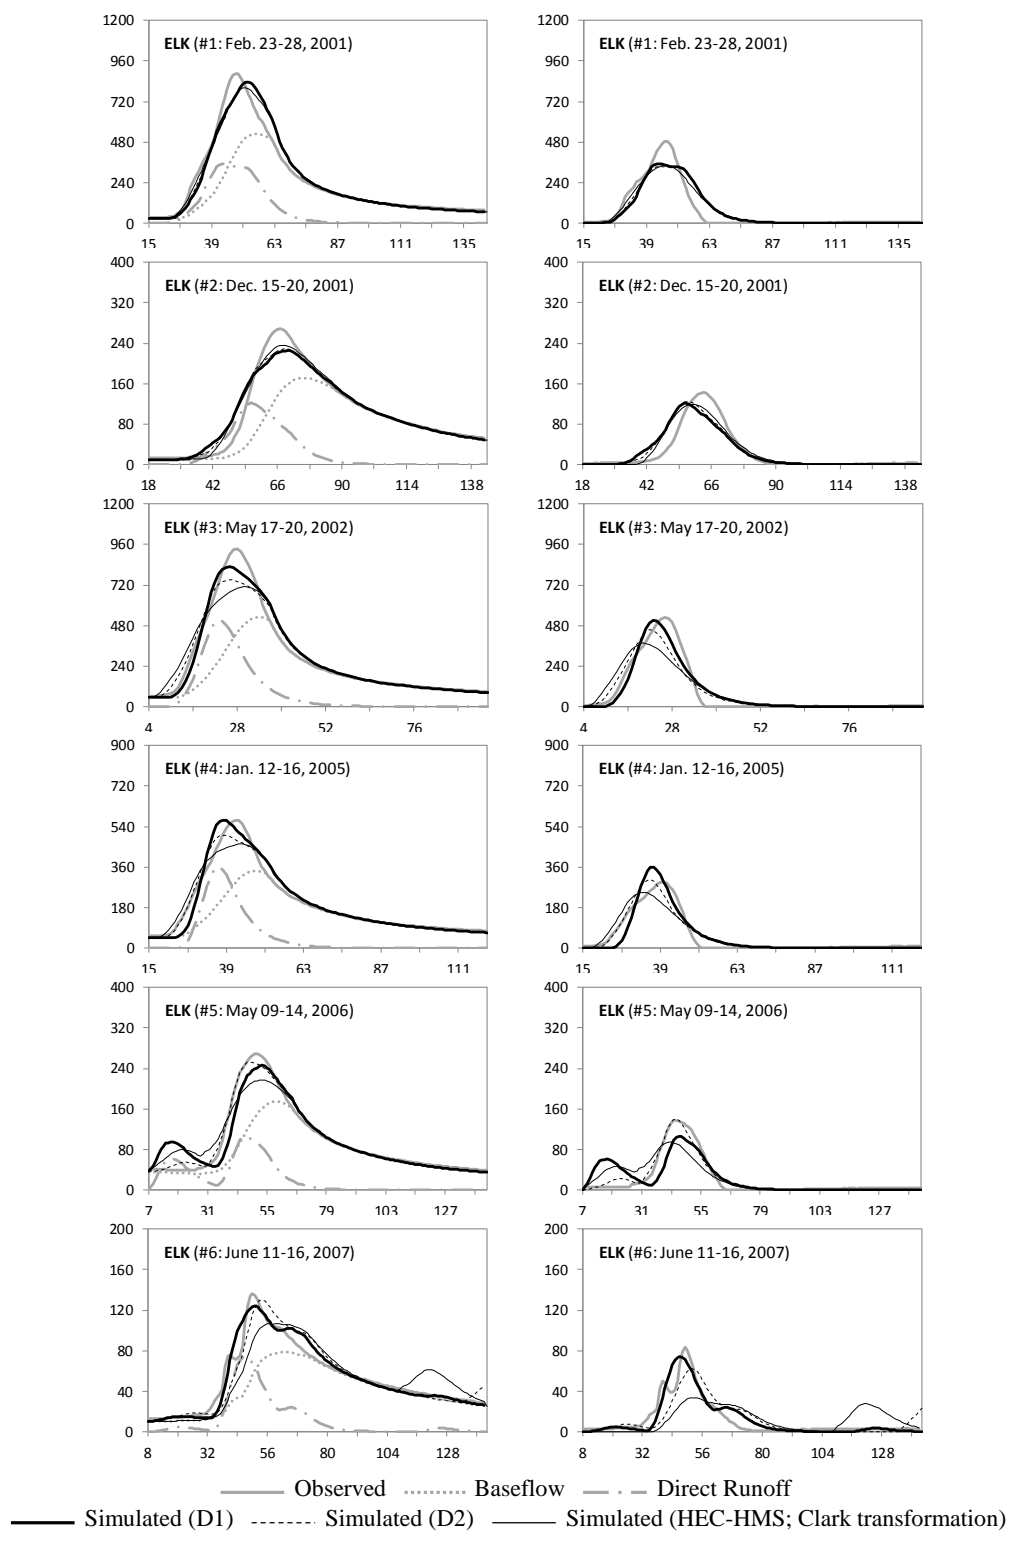 1200
960
720
480
240
0
ELK (#1: Feb. 23-28, 2001)
15 39 63 87 111 135
1200
960
720
480
240
0
ELK (#1: Feb. 23-28, 2001)
15 39 63 87 111 135
400
320
240
160
80
0
ELK (#2: Dec. 15-20, 2001)
18 42 66 90 114 138
400
320
240
160
80
0
ELK (#2: Dec. 15-20, 2001)
18 42 66 90 114 138
1200
960
720
480
240
0
ELK (#3: May 17-20, 2002)
4 28 52 76
1200
960
720
480
240
0
ELK (#3: May 17-20, 2002)
4 28 52 76
900
720
540
360
180
0
ELK (#4: Jan. 12-16, 2005)
15 39 63 87 111
900
720
540
360
180
0
ELK (#4: Jan. 12-16, 2005)
15 39 63 87 111
400
320
240
160
80
0
ELK (#5: May 09-14, 2006)
7 31 55 79 103 127
400
320
240
160
80
0
ELK (#5: May 09-14, 2006)
7 31 55 79 103 127
200
160
120
80
40
0
ELK (#6: June 11-16, 2007)
8 32 56 80 104 128
200
160
120
80
40
0
ELK (#6: June 11-16, 2007)
8 32 56 80 104 128
Observed Baseflow Direct Runoff
Simulated (D1) Simulated (D2) Simulated (HEC-HMS; Clark transformation)